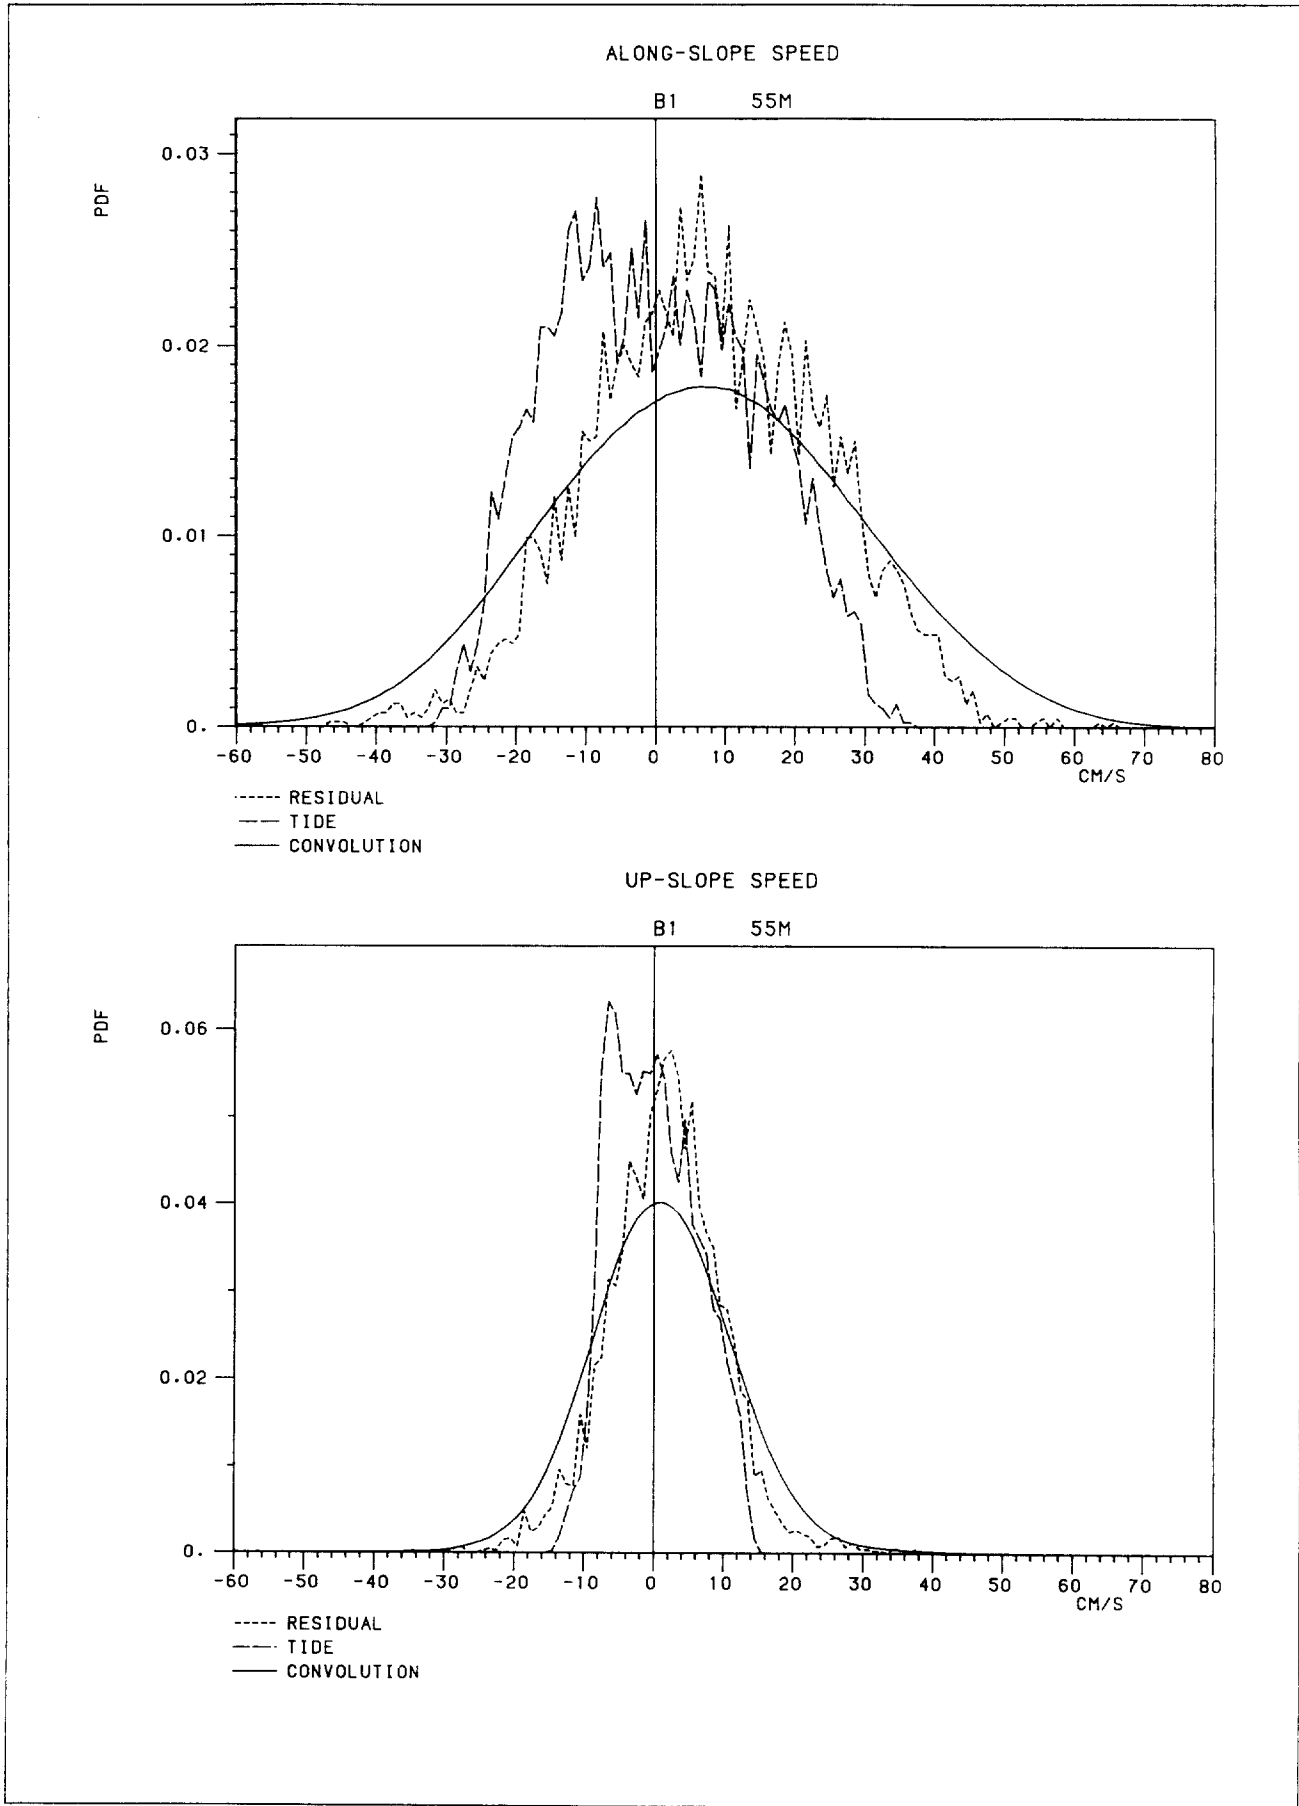 ALONG-SLOPE SPEED
B1 55M
PDF
0.03
0.02
0.01
0.
-60 -50 -40 -30 -20 -10 0 10 20 30 40 50 60 70 80
CM/S
RESIDUAL
TIDE
CONVOLUTION
UP-SLOPE SPEED
B1 55M
PDF
0.06
0.04
0.02
0.
-60 -50 -40 -30 -20 -10 0 10 20 30 40 50 60 70 80
CM/S
RESIDUAL
TIDE
CONVOLUTION